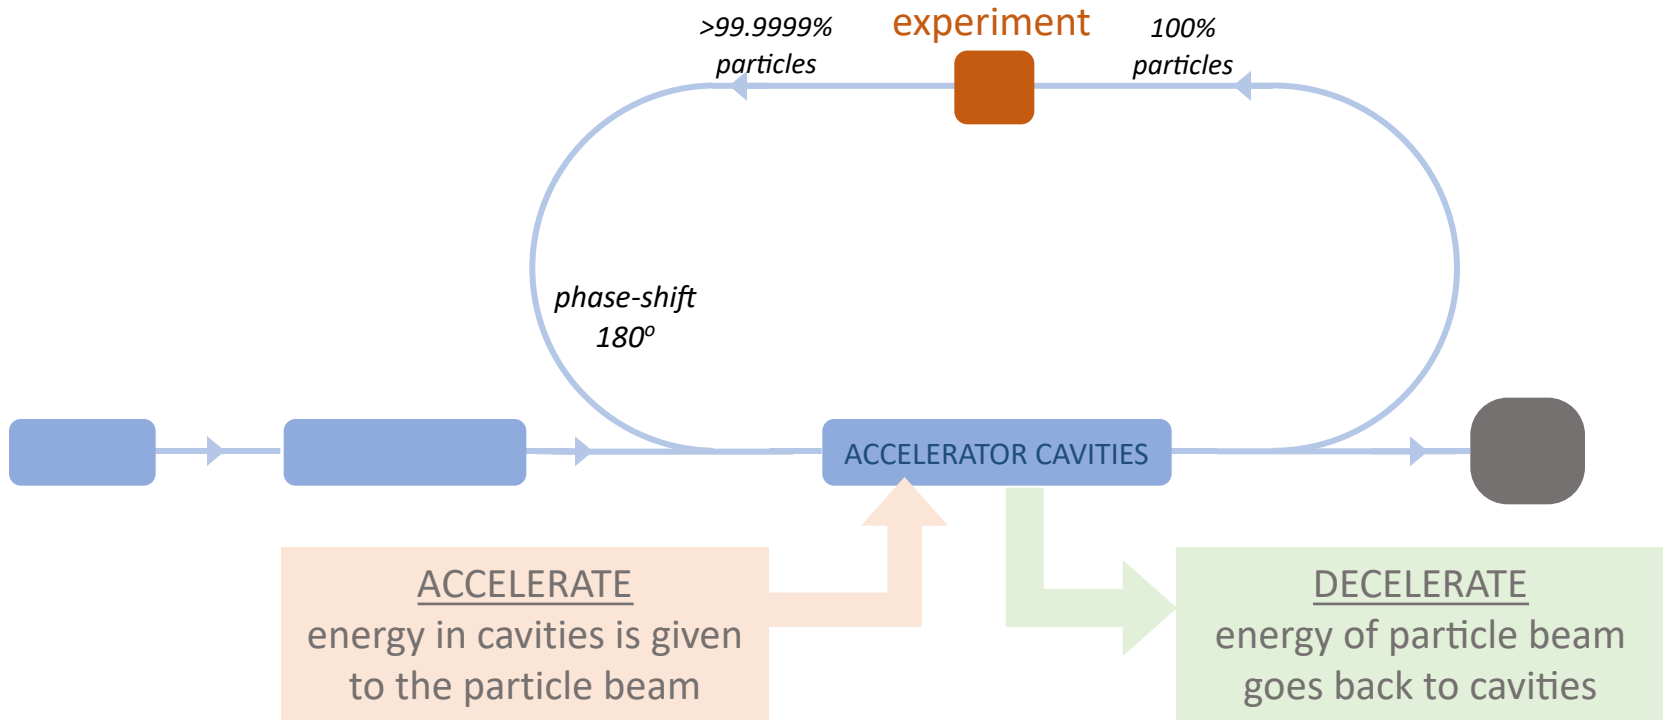 >99.9999%
particles
experiment
100%
particles
phase-shift
180º
ACCELERATOR CAVITIES
ACCELERATE
energy in cavities is given
to the particle beam
DECELERATE
energy of particle beam
goes back to cavities